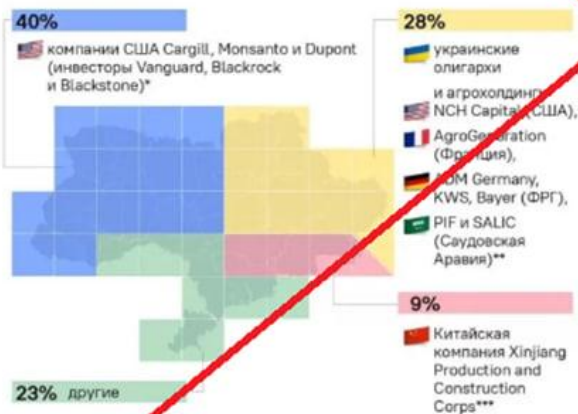 40%
компании США Cargill, Monsanto и Dupont
(инвесторы Vanguard, Blackrock
и Blackstone)*
28%
украинские
олигархи
и агрохолдинги
NCH Capital (США),
AgroGeneration
(Франция),
ADM Germany,
KWS, Bayer (ФРГ),
PIF и SALIC
(Саудовская
Аравия)**
9%
Китайская
компания Xinjiang
Production and
Construction
Corps***
23% другие